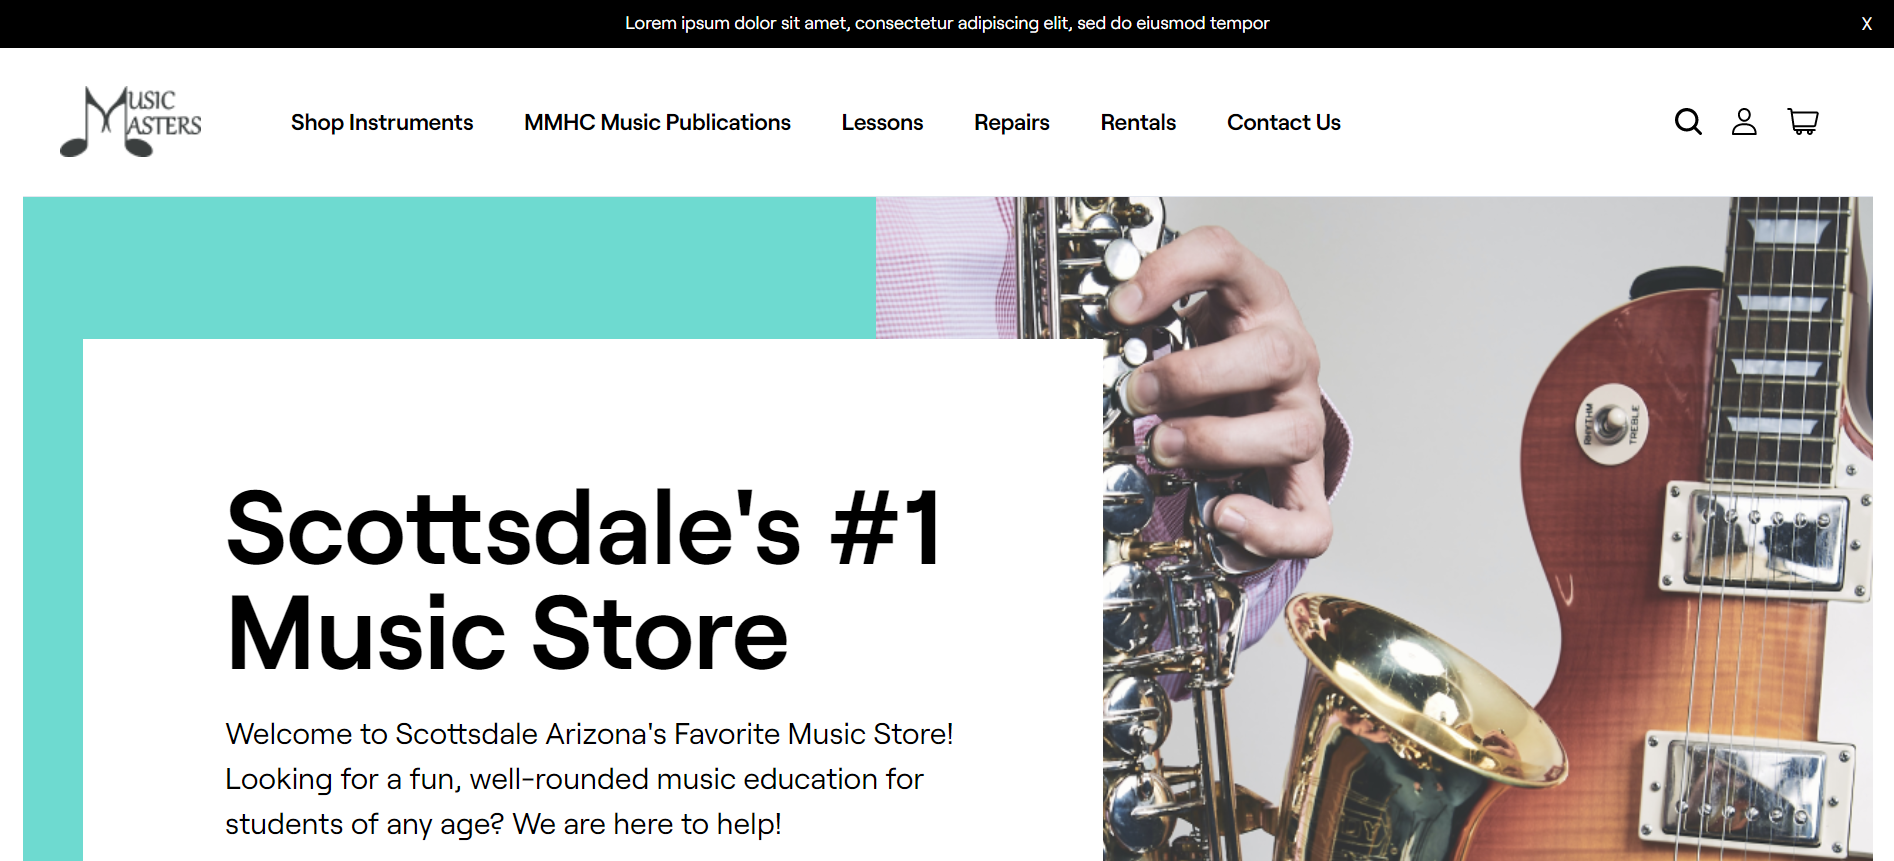 Lorem ipsum dolor sit amet, consectetur adipiscing elit, sed do eiusmod tempor
X
Music Masters
Shop Instruments
MMHC Music Publications
Lessons
Repairs
Rentals
Contact Us
RHYTHM
TREBLE
Scottsdale's #1
Music Store
Welcome to Scottsdale Arizona's Favorite Music Store!
Looking for a fun, well-rounded music education for
students of any age? We are here to help!